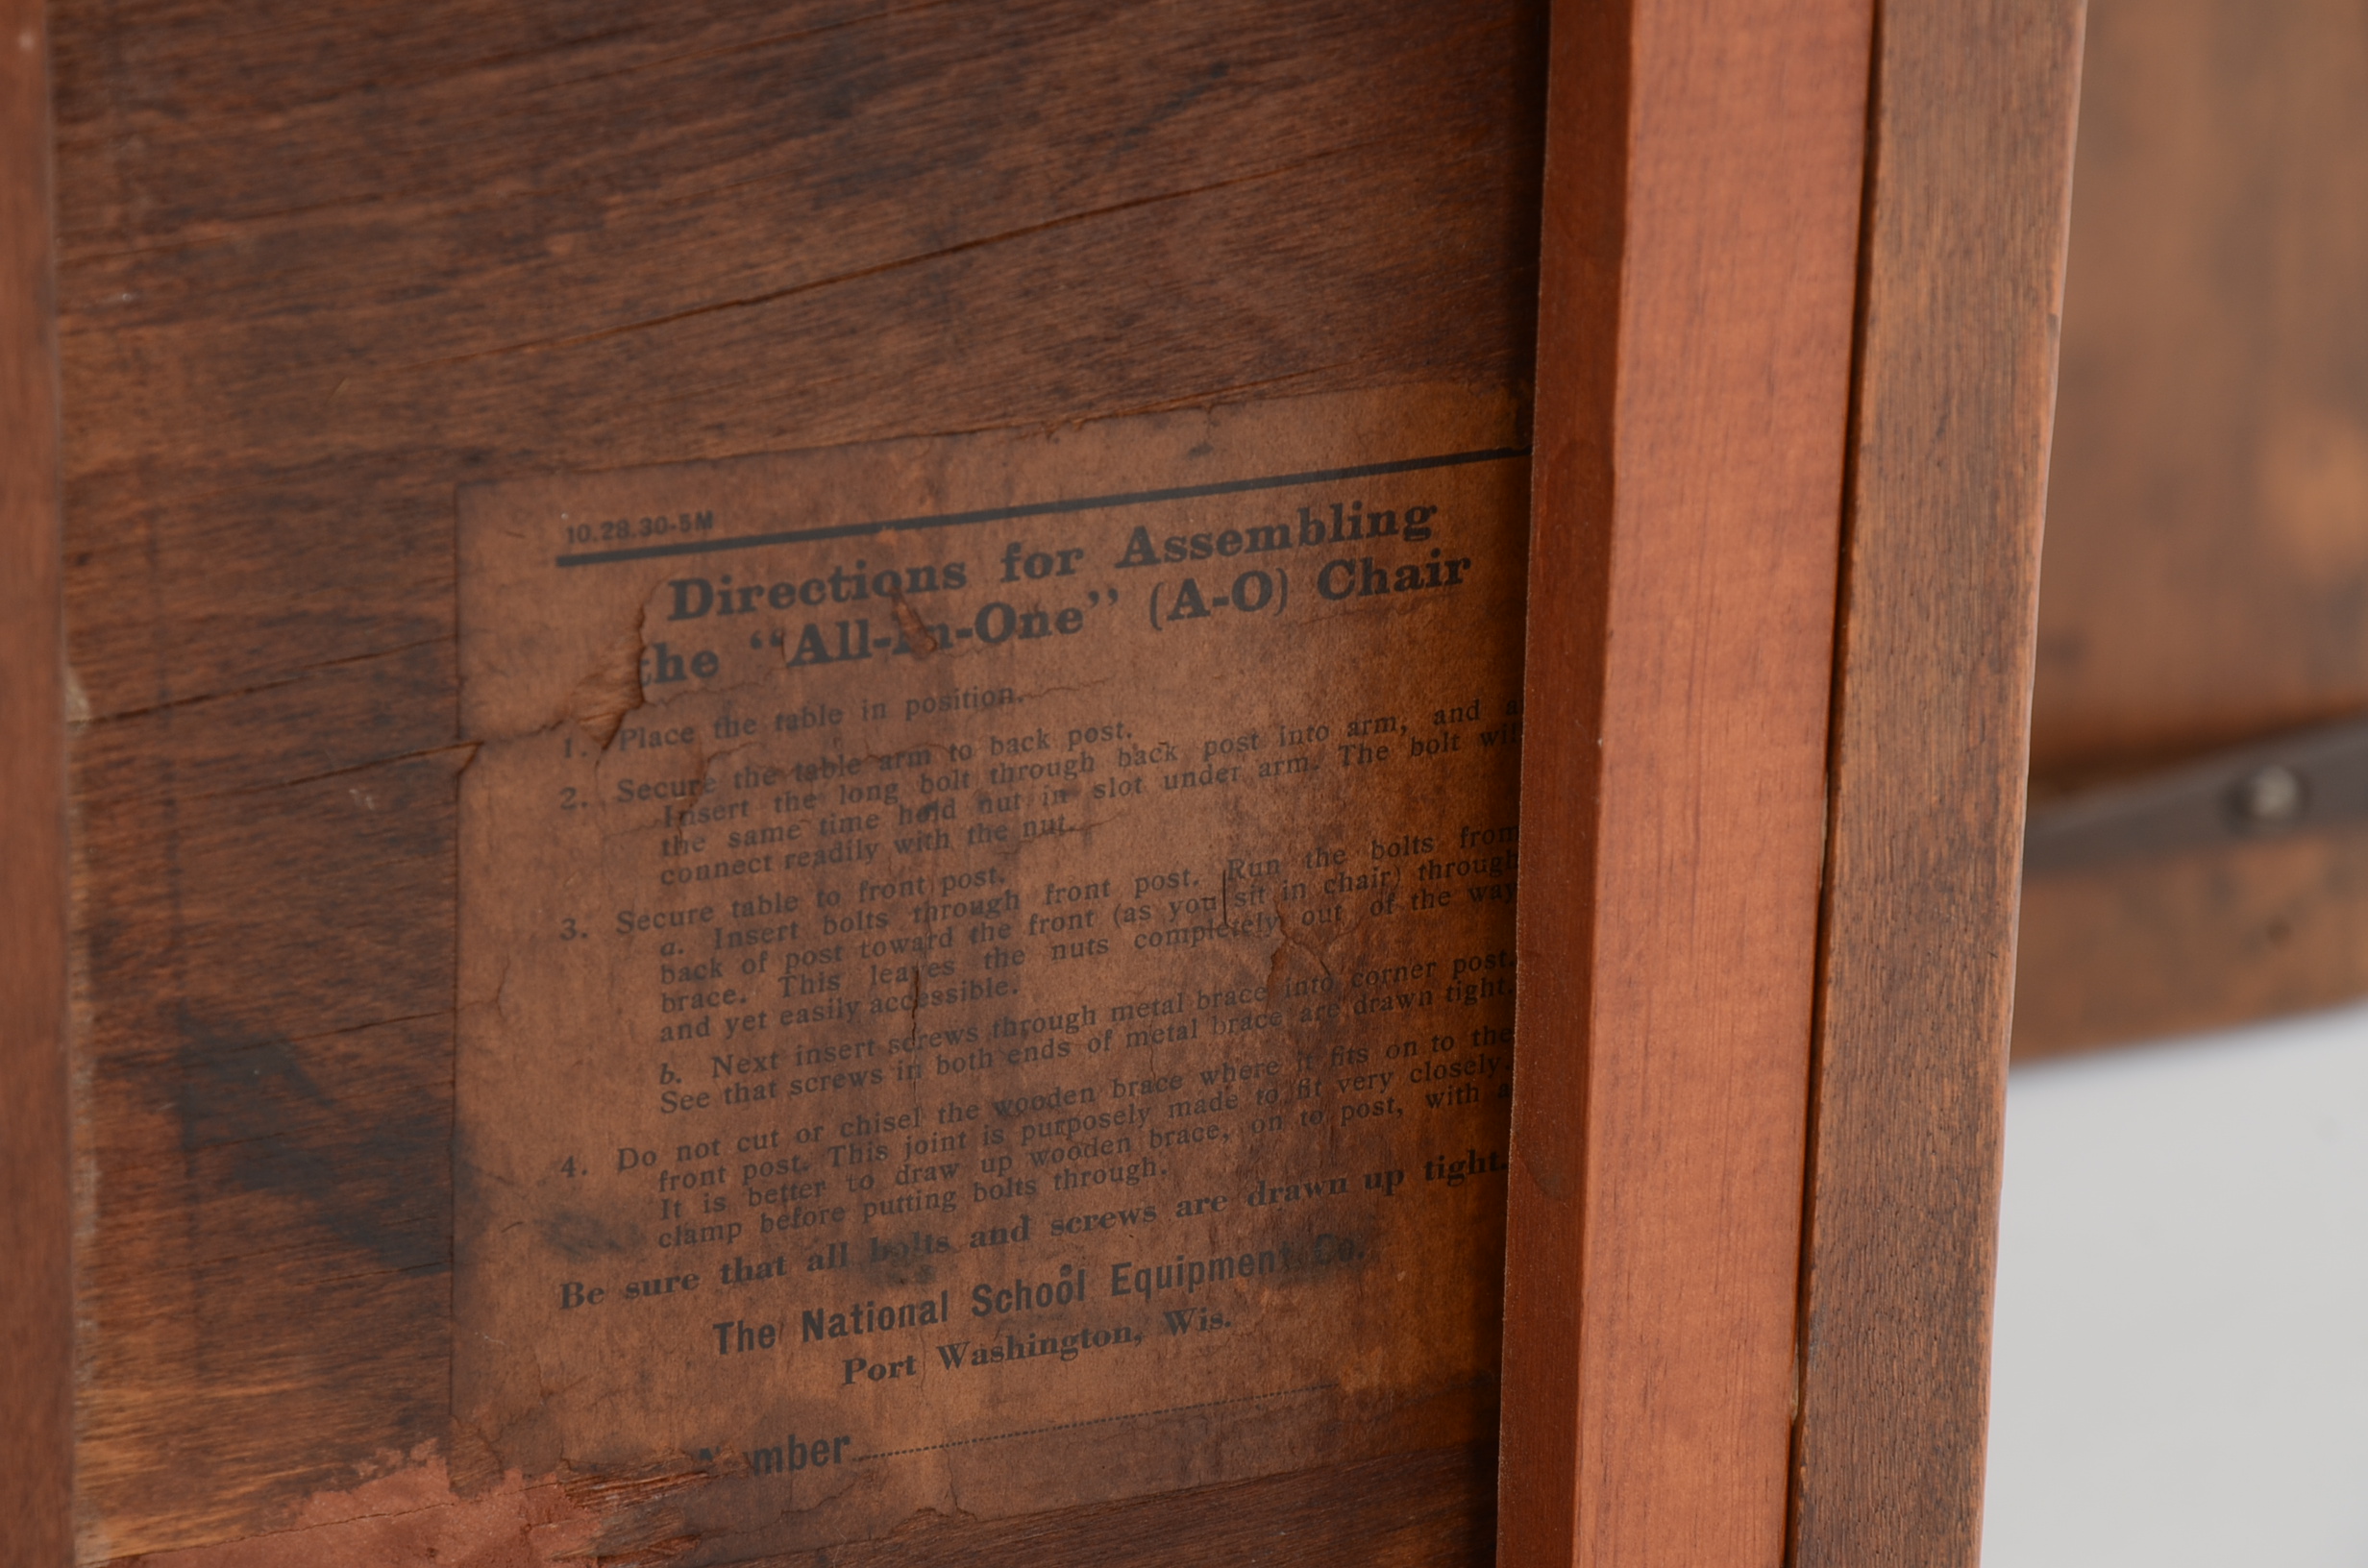 10.28.30-5M
Directions for Assembling
the “All-In-One” (A-O) Chair
1. Place the table in position.
2. Secure the table arm to back post.
Insert the long bolt through back post into arm, and a
the same time hold nut in slot under arm. The bolt wil
connect readily with the nut.
3. Secure table to front post.
a. Insert bolts through front post. Run the bolts from
back of post toward the front (as you sit in chair) through
brace. This leaves the nuts completely out of the way
and yet easily accessible.
b. Next insert screws through metal brace into corner post.
See that screws in both ends of metal brace are drawn tight.
4. Do not cut or chisel the wooden brace where it fits on to the
front post. This joint is purposely made to fit very closely.
It is better to draw up wooden brace, on to post, with a
clamp before putting bolts through.
Be sure that all bolts and screws are drawn up tight.
The National School Equipment Co.
Port Washington, Wis.
Number